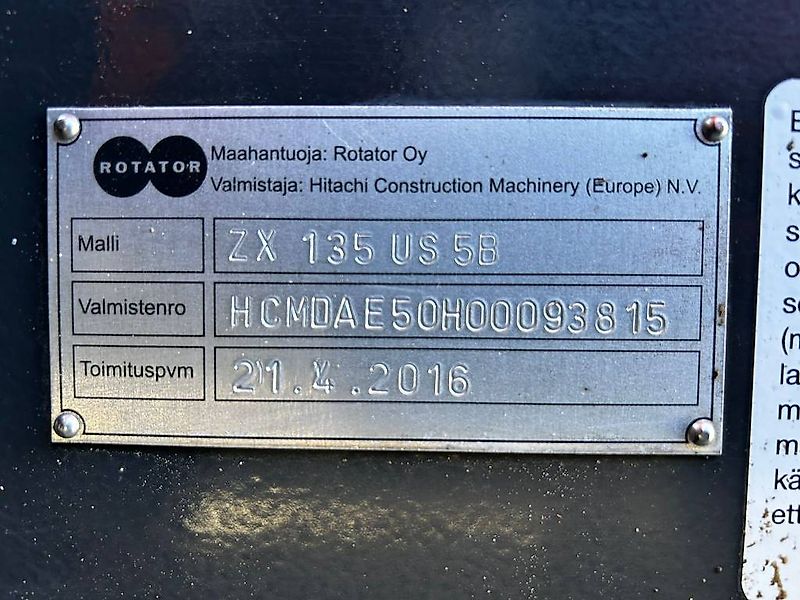 ROTATOR
Maahantuoja: Rotator Oy
Valmistaja: Hitachi Construction Machinery (Europe) N.V.
Malli ZX 135 US 5B
Valmistenro HCMDAE50H00093815
Toimituspvm 21.4.2016
ett